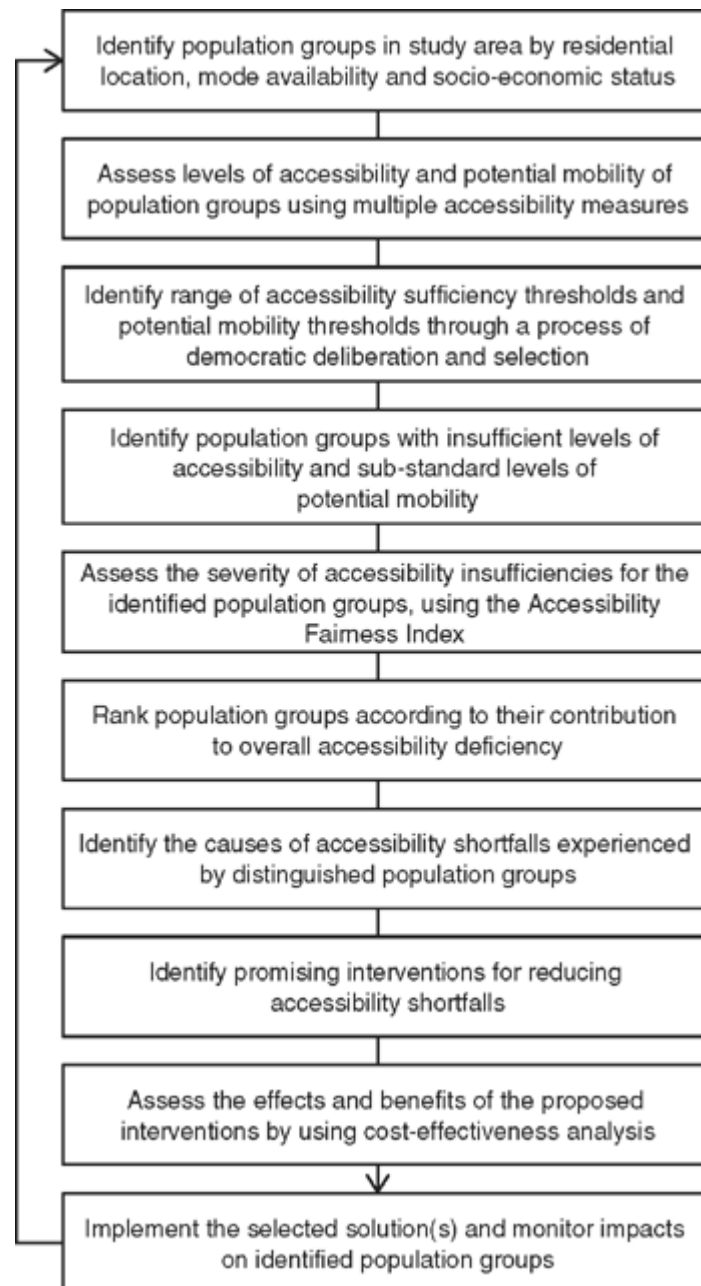 Identify population groups in study area by residential
location, mode availability and socio-economic status
Assess levels of accessibility and potential mobility of
population groups using multiple accessibility measures
Identify range of accessibility sufficiency thresholds and
potential mobility thresholds through a process of
democratic deliberation and selection
Identify population groups with insufficient levels of
accessibility and sub-standard levels of
potential mobility
Assess the severity of accessibility insufficiencies for the
identified population groups, using the Accessibility
Fairness Index
Rank population groups according to their contribution
to overall accessibility deficiency
Identify the causes of accessibility shortfalls experienced
by distinguished population groups
Identify promising interventions for reducing
accessibility shortfalls
Assess the effects and benefits of the proposed
interventions by using cost-effectiveness analysis
Implement the selected solution(s) and monitor impacts
on identified population groups